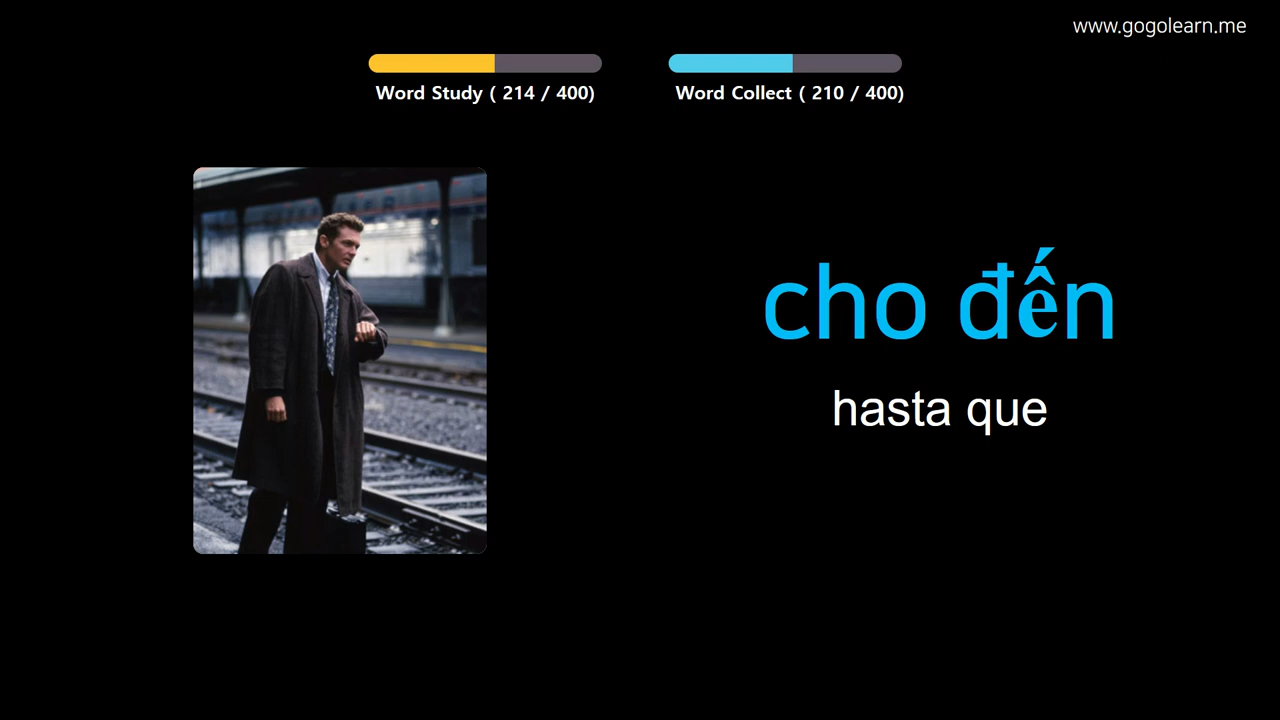 www.gogolearn.me
Word Study ( 214 / 400)
Word Collect ( 210 / 400)
cho đến
hasta que